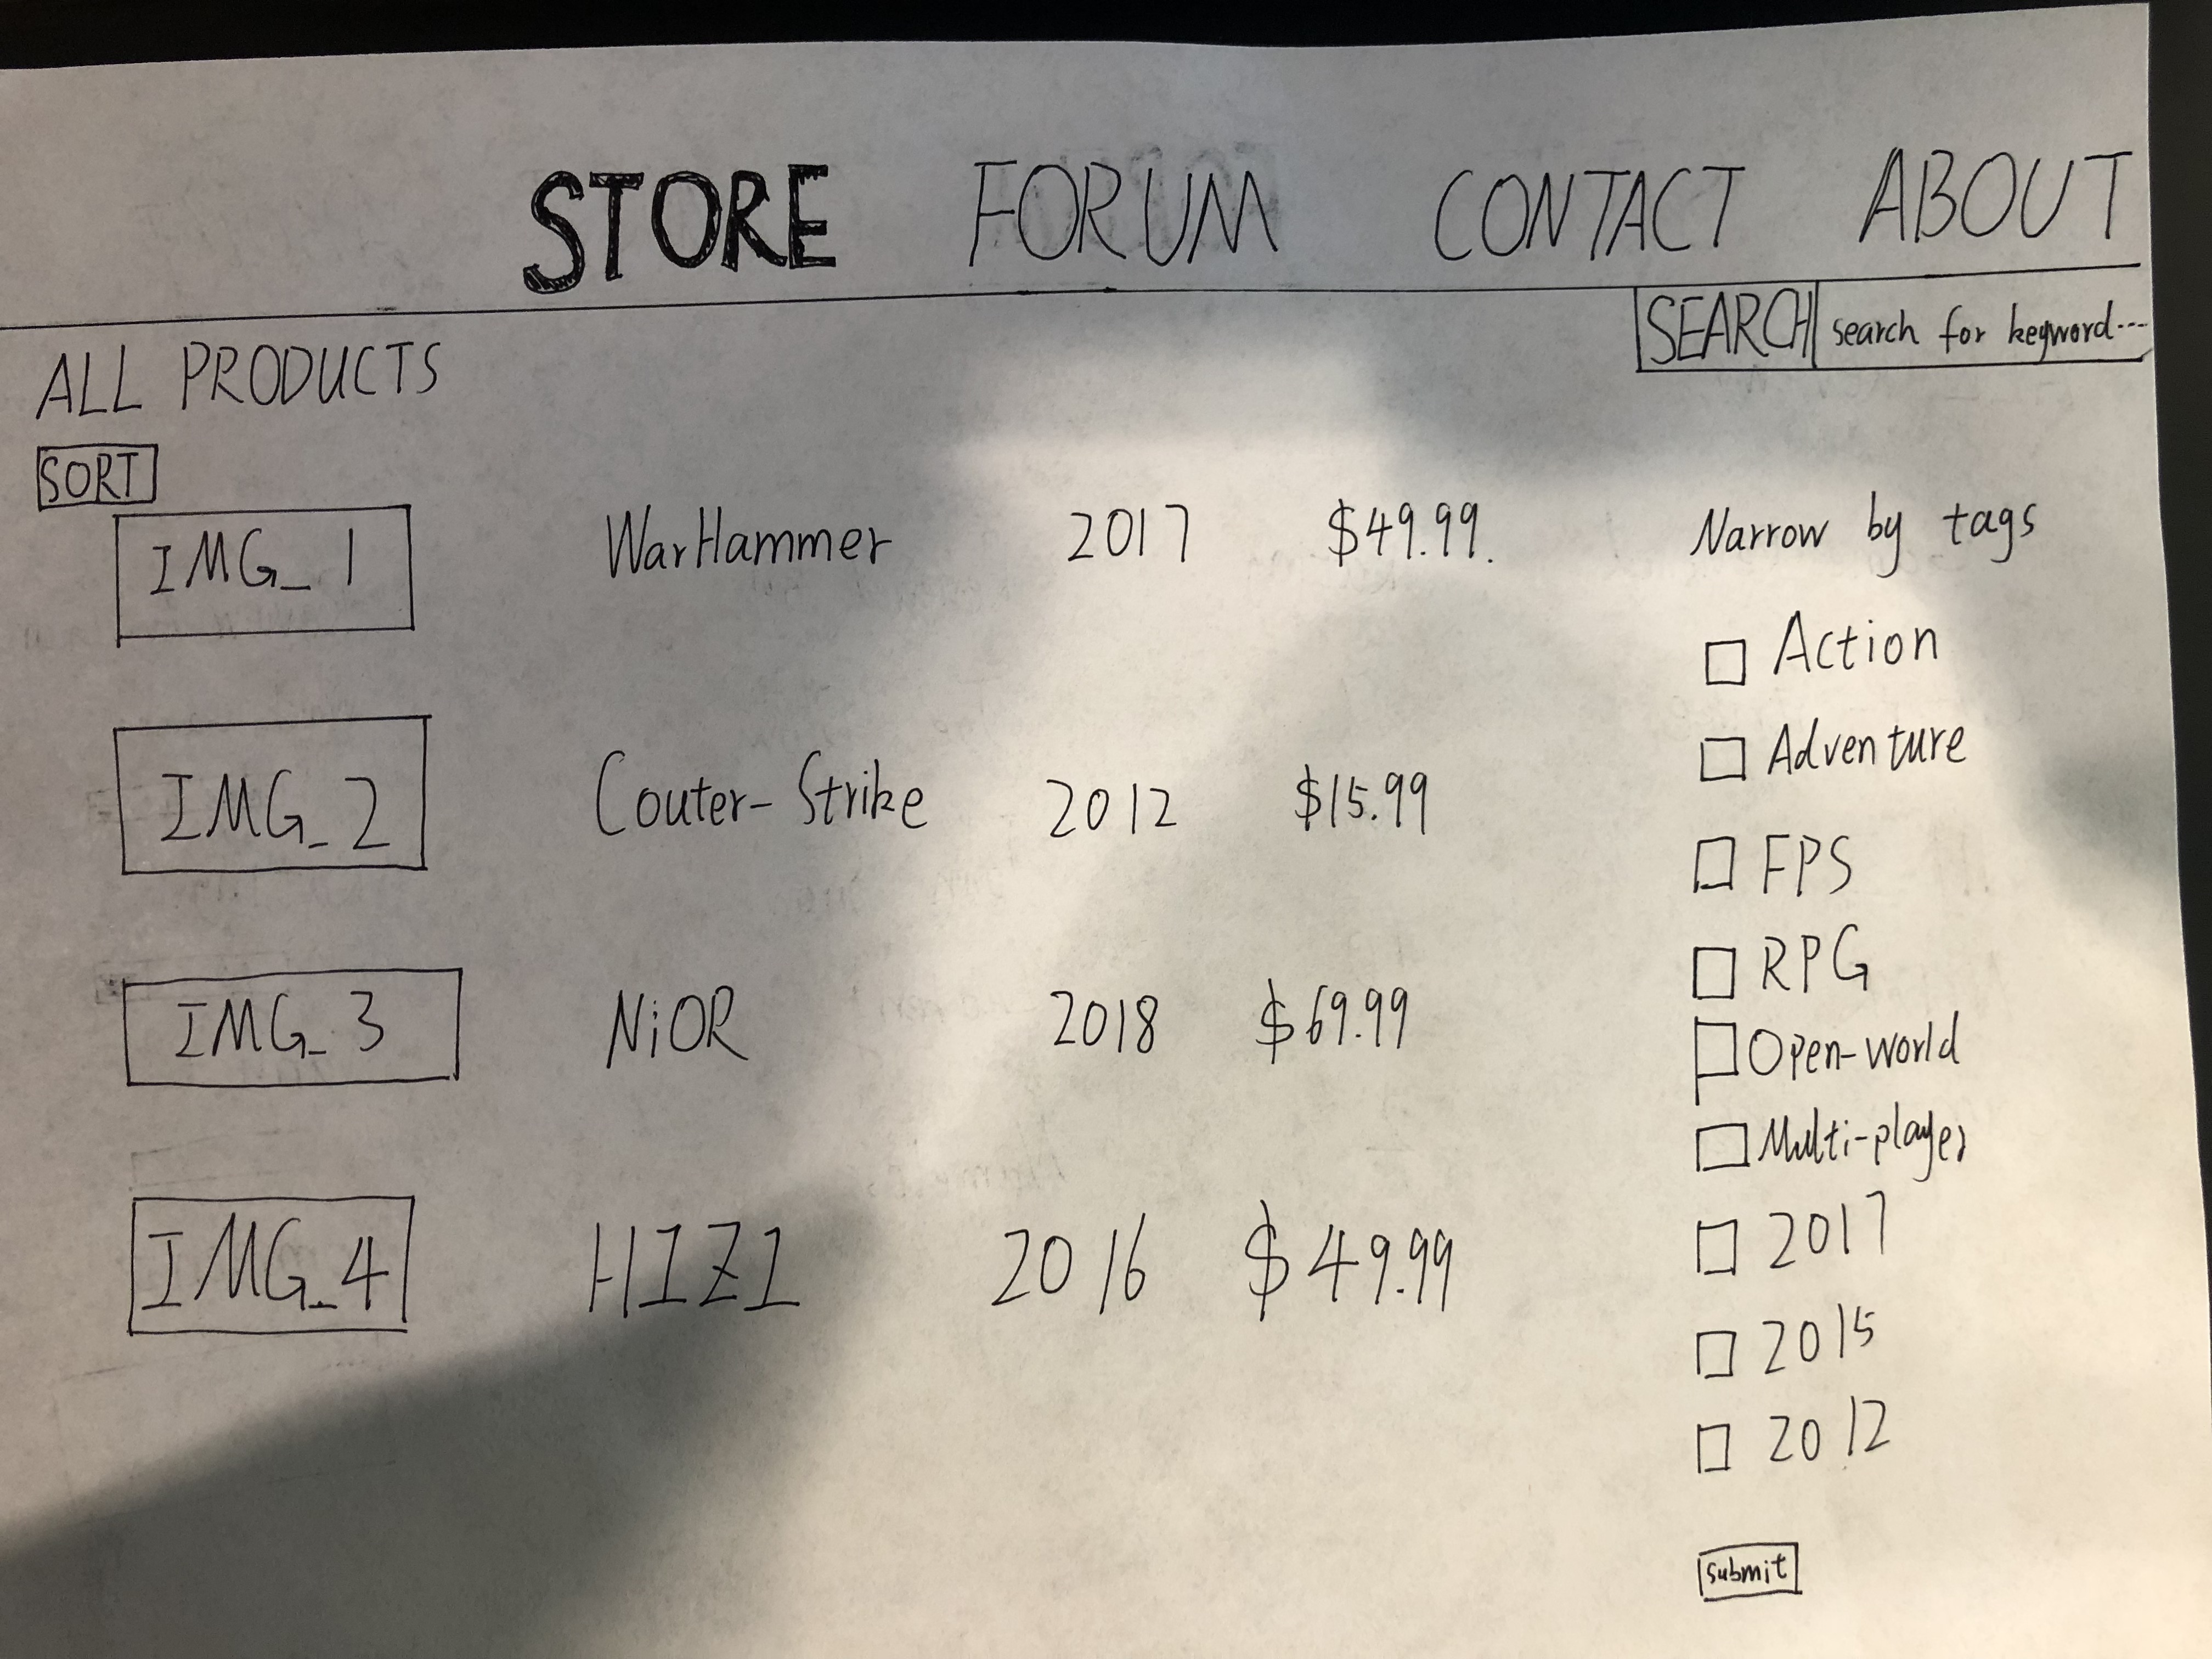 STORE FORUM CONTACT ABOUT
SEARCH search for keyword...
ALL PRODUCTS
SORT
IMG_1 WarHammer 2017 $49.99.
IMG_2 Couter-Strike 2012 $15.99
IMG_3 NiOR 2018 $69.99
IMG_4 H1Z1 2016 $49.99
Narrow by tags
Action
Adventure
FPS
RPG
Open-world
Multi-player
2017
2015
2012
submit